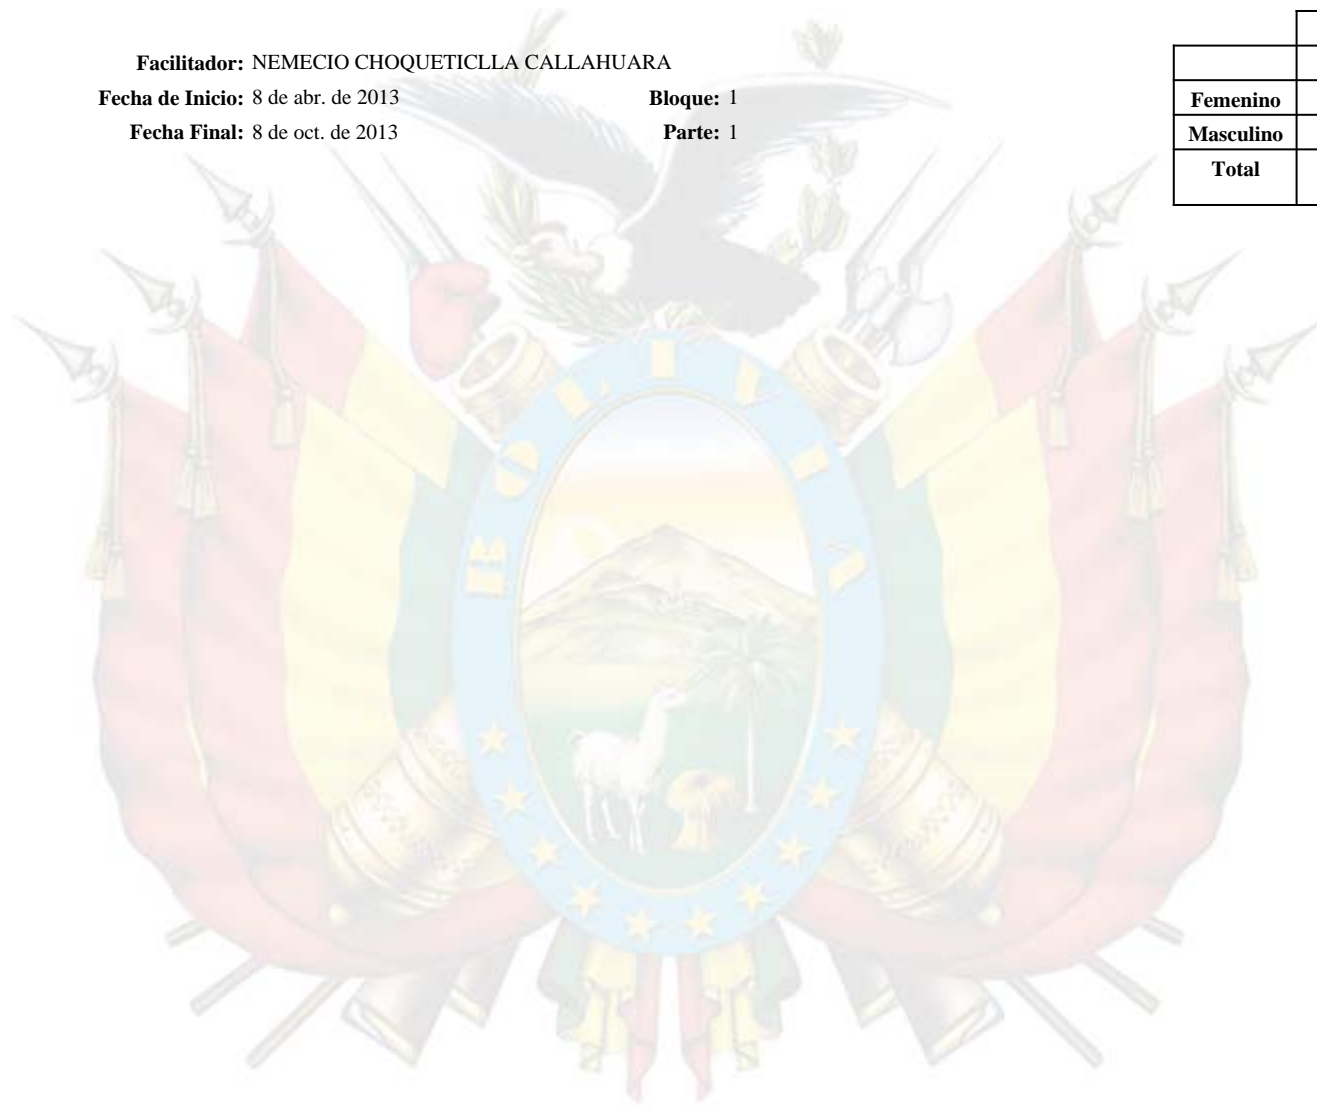 Facilitador: NEMECIO CHOQUETICLLA CALLAHUARA
Fecha de Inicio: 8 de abr. de 2013 Bloque: 1
Fecha Final: 8 de oct. de 2013 Parte: 1
Femenino
Masculino
Total
BOLIVIA